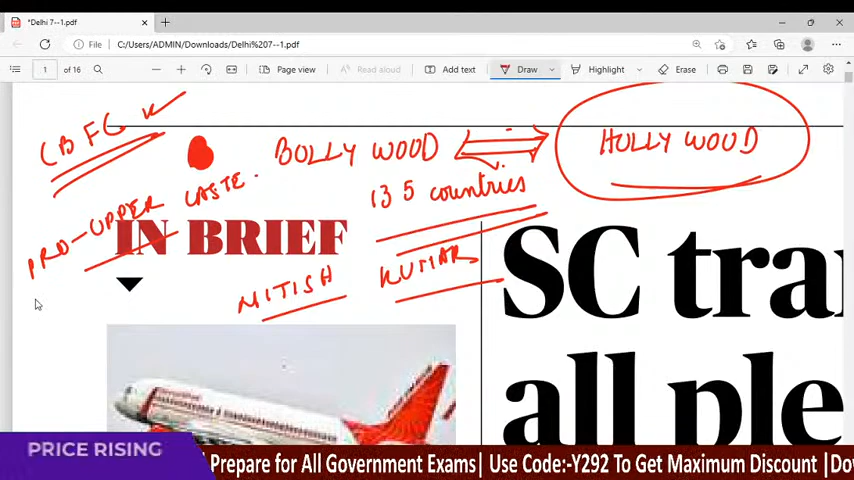 *Delhi 7--1.pdf
File C:/Users/ADMIN/Downloads/Delhi%207--1.pdf
1 of 16 Page view Read aloud Add text Draw Highlight Erase
CBFC
BOLLY WOOD HOLLY WOOD
PRO-UPPER CASTE.
135 countries
IN BRIEF
NITISH KUMAR
SC tra
all ple
PRICE RISING
Prepare for All Government Exams| Use Code:-Y292 To Get Maximum Discount |Dov